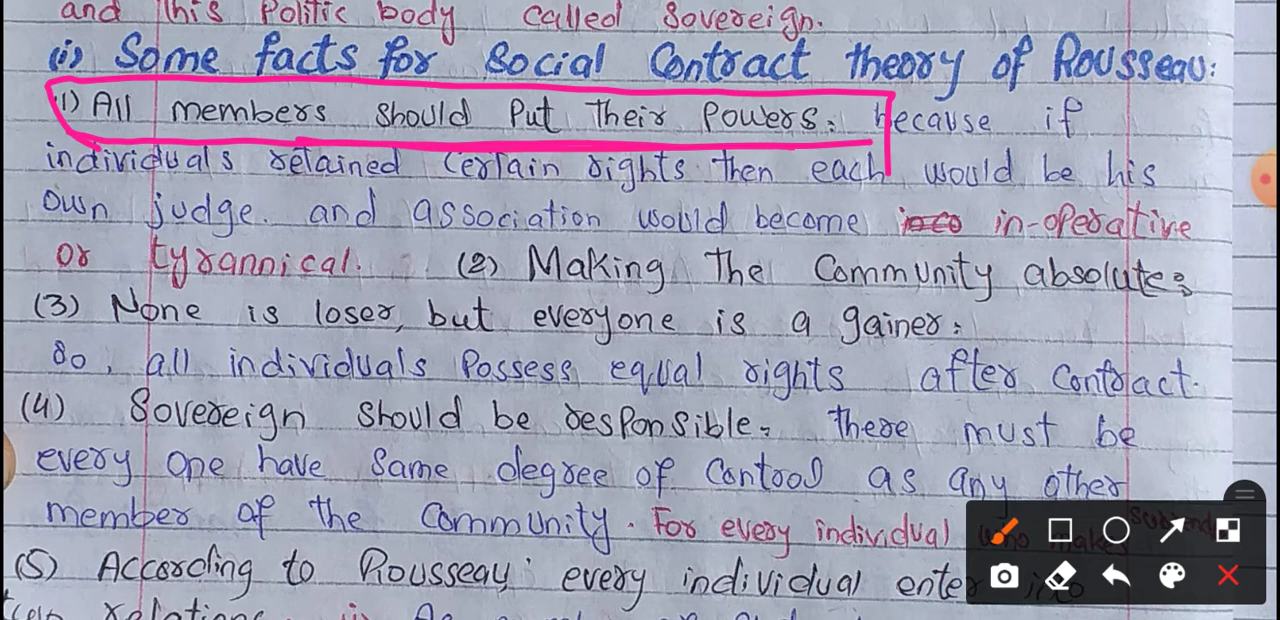 and this Politic body called Sovereign.
(i) Some facts for Social Contract theory of Rousseau:
(1) All members should Put Their Powers: because if
individuals retained certain rights then each would be his
own judge. and association would become in-operative
or tyrannical. (2) Making The Community absolute:
(3) None is loser, but everyone is a gainer:
So, all individuals Possess equal rights after contract.
(4) Sovereign should be responsible: there must be
every one have same degree of control as any other
member of the community. For every individual who makes
(5) According to Rousseau, every individual enter into